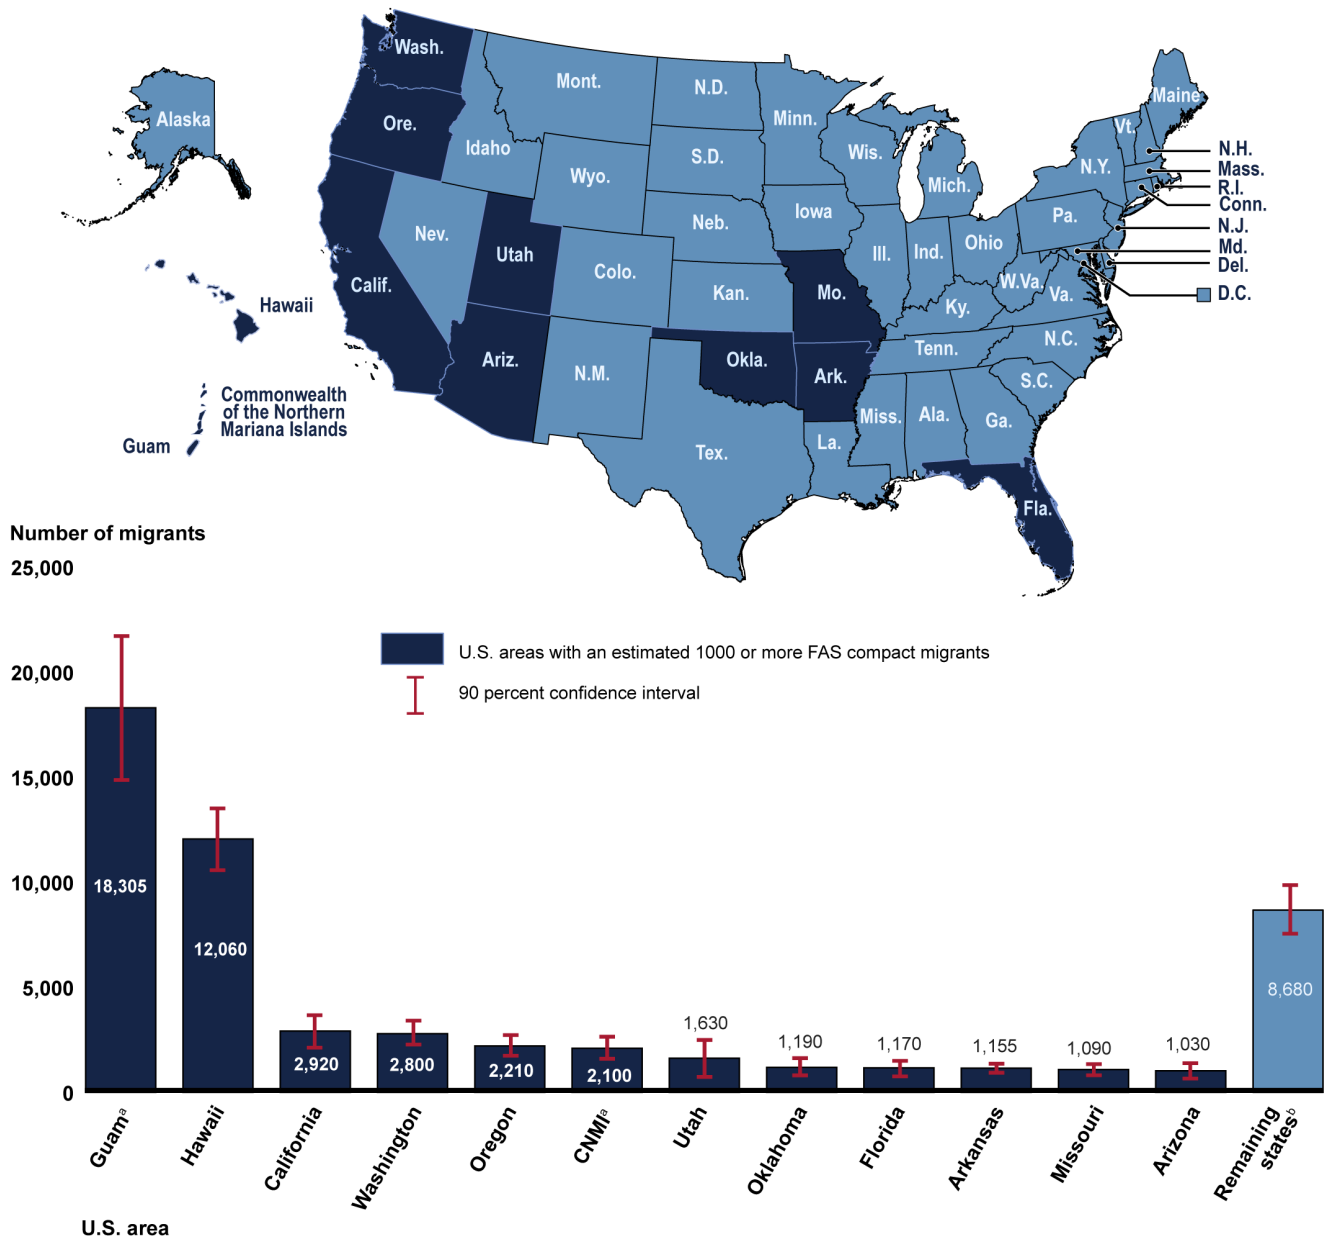 Wash.
Mont.
N.D.
Minn.
Maine
Alaska
Ore.
Idaho
S.D.
Wis.
Mich.
Vt.
N.Y.
N.H.
Mass.
R.I.
Conn.
Wyo.
Neb.
Iowa
Pa.
N.J.
Md.
Del.
D.C.
Nev.
Utah
Colo.
Ill.
Ind.
Ohio
W.Va.
Va.
Calif.
Kan.
Mo.
Ky.
Hawaii
Ariz.
N.M.
Okla.
Ark.
Tenn.
N.C.
S.C.
Commonwealth
of the Northern
Mariana Islands
Guam
Tex.
La.
Miss.
Ala.
Ga.
Fla.
Number of migrants
25,000
20,000
15,000
10,000
5,000
0
U.S. areas with an estimated 1000 or more FAS compact migrants
90 percent confidence interval
18,305
12,060
2,920
2,800
2,210
2,100
1,630
1,190
1,170
1,155
1,090
1,030
8,680
Guamᵃ
Hawaii
California
Washington
Oregon
CNMIᵃ
Utah
Oklahoma
Florida
Arkansas
Missouri
Arizona
Remaining
statesᵇ
U.S. area